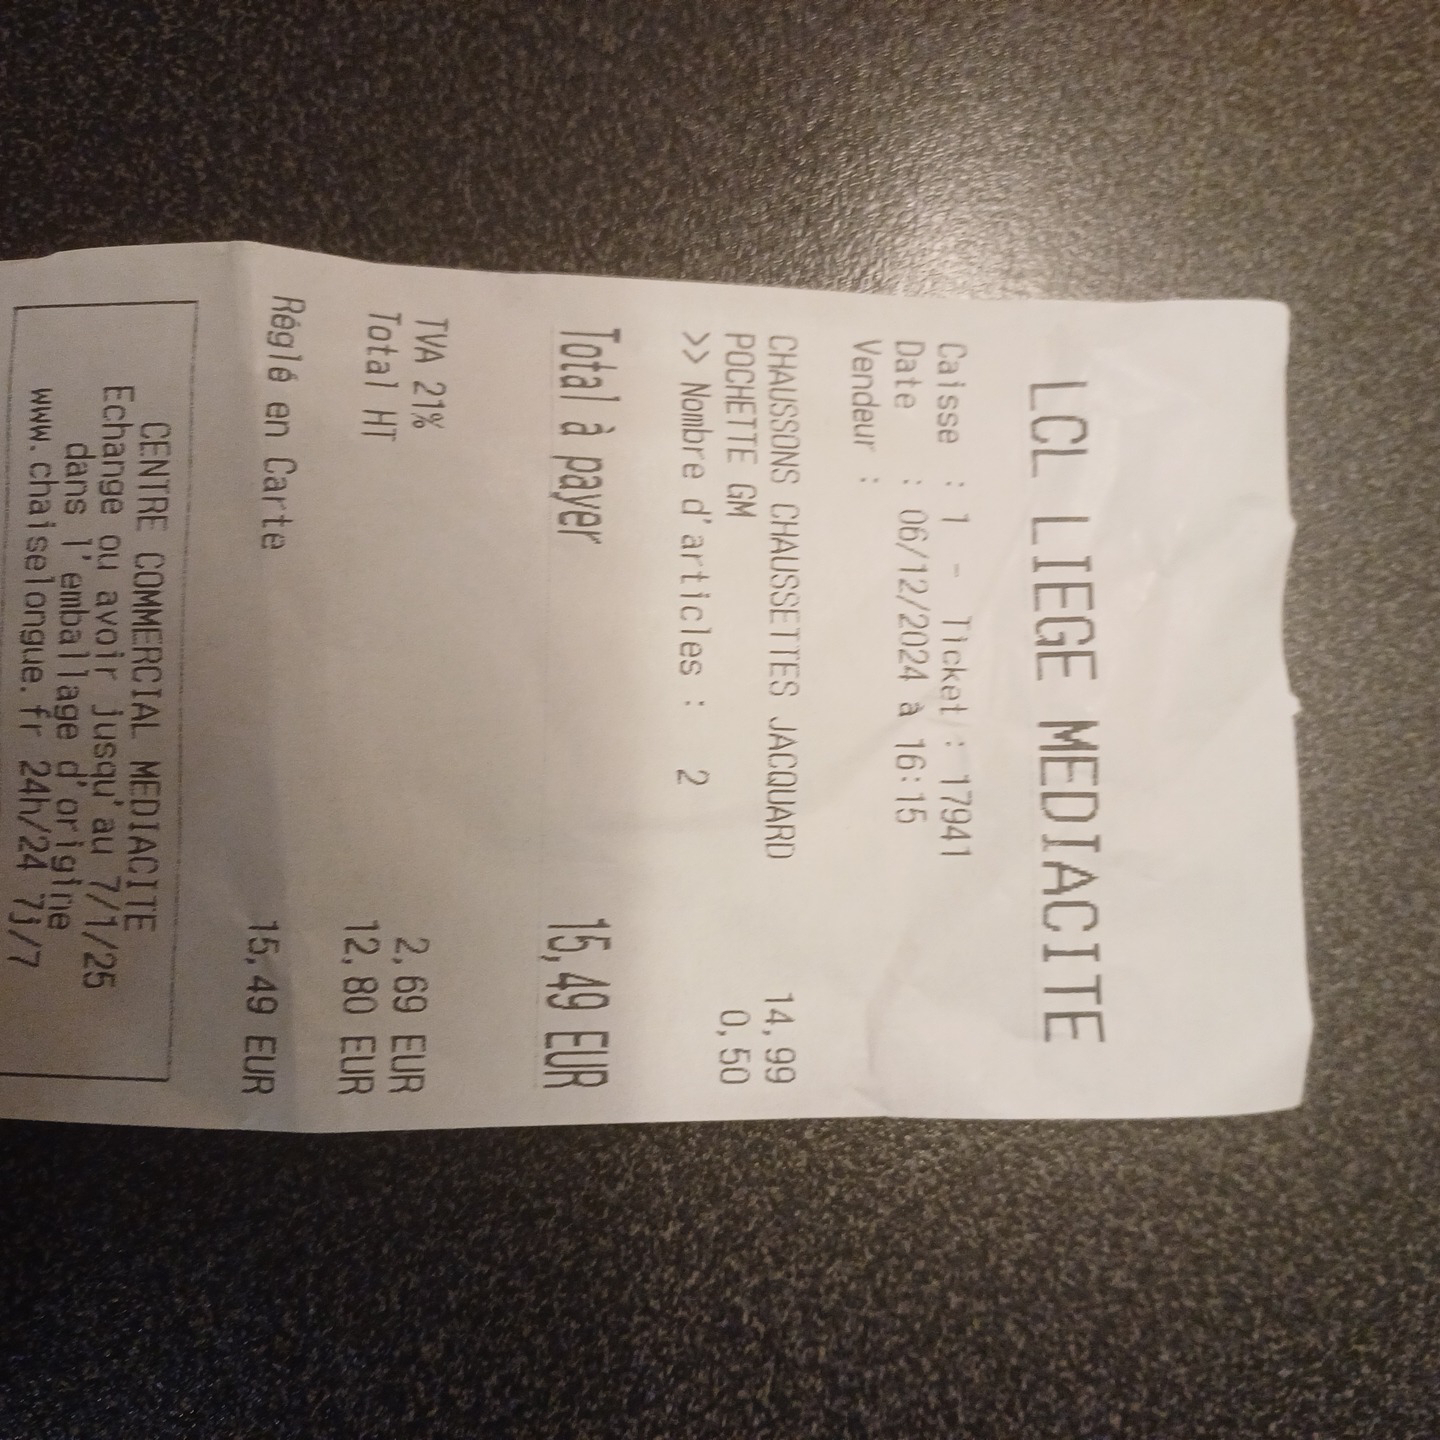 LCL LIEGE MEDIACITE
Caisse : 1 - Ticket : 17941
Date : 06/12/2024 à 16:15
Vendeur :
CHAUSSONS CHAUSSETTES JACQUARD 14,99
POCHETTE GM 0,50
>> Nombre d'articles : 2
Total à payer 15,49 EUR
TVA 21% 2,69 EUR
Total HT 12,80 EUR
Réglé en Carte 15,49 EUR
CENTRE COMMERCIAL MEDIACITE
Echange ou avoir jusqu'au 7/1/25
dans l'emballage d'origine
www.chaiselongue.fr 24h/24 7j/7